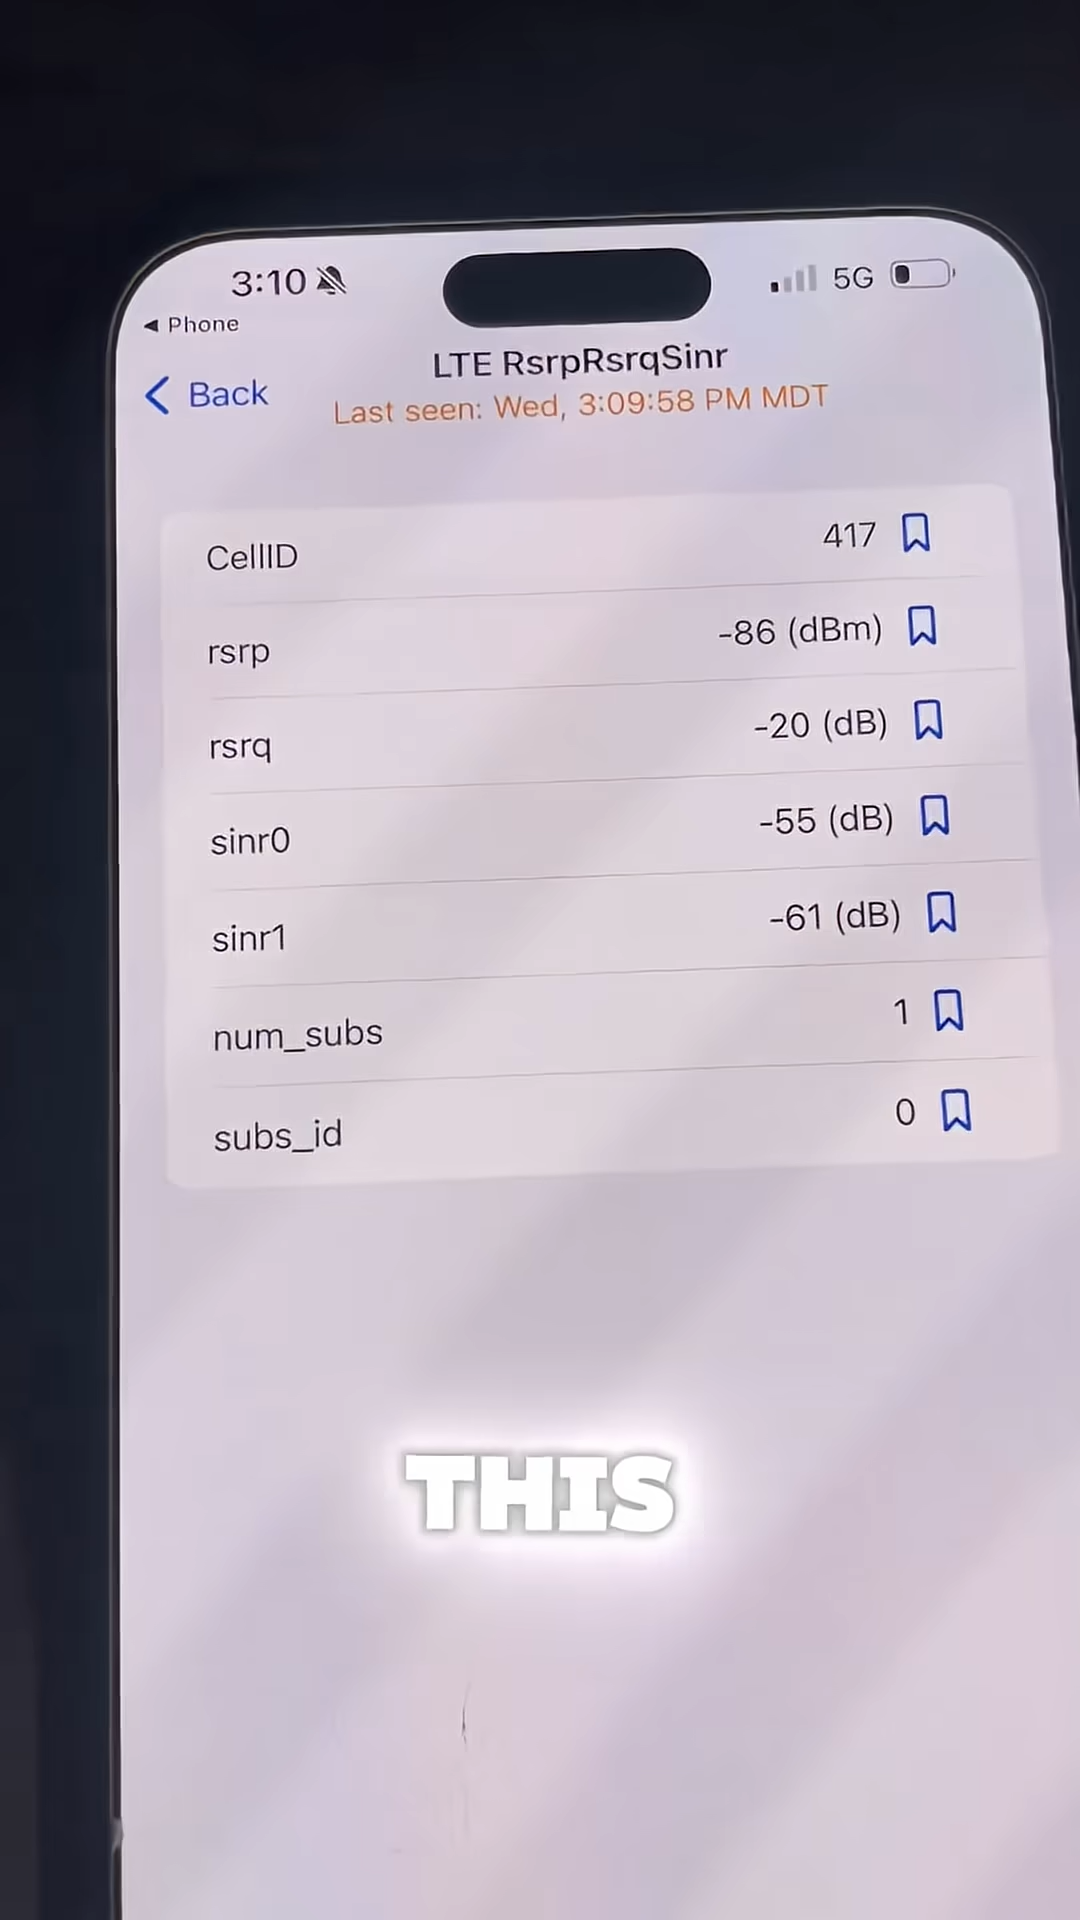 3:10 5G
◀ Phone
LTE RsrpRsrqSinr
Back
Last seen: Wed, 3:09:58 PM MDT
CellID 417
rsrp -86 (dBm)
rsrq -20 (dB)
sinr0 -55 (dB)
sinr1 -61 (dB)
num_subs 1
subs_id 0
THIS